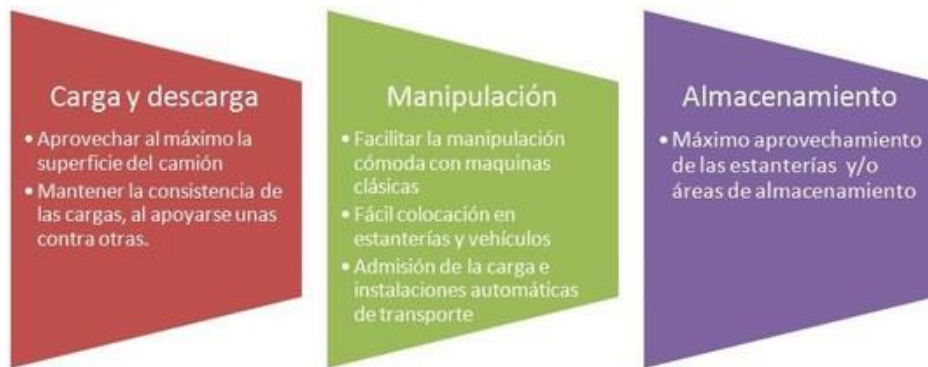 Carga y descarga
• Aprovechar al máximo la
superficie del camión
• Mantener la consistencia de
las cargas, al apoyarse unas
contra otras.
Manipulación
• Facilitar la manipulación
cómoda con maquinas
clásicas
• Fácil colocación en
estanterías y vehículos
• Admisión de la carga e
instalaciones automáticas
de transporte
Almacenamiento
• Máximo aprovechamiento
de las estanterías y/o
áreas de almacenamiento